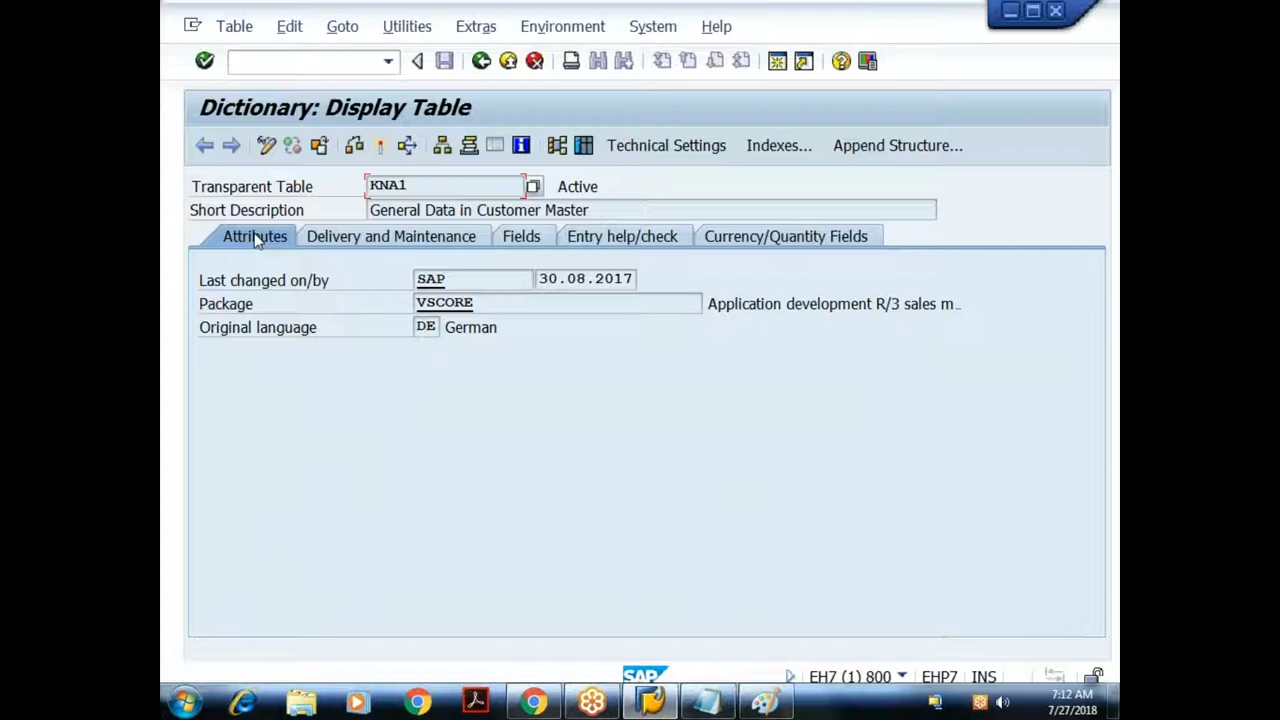 Table Edit Goto Utilities Extras Environment System Help
Dictionary: Display Table
Technical Settings Indexes... Append Structure...
Transparent Table KNA1 Active
Short Description General Data in Customer Master
Attributes Delivery and Maintenance Fields Entry help/check Currency/Quantity Fields
Last changed on/by SAP 30.08.2017
Package VSCORE Application development R/3 sales m..
Original language DE German
SAP EH7 (1) 800 EHP7 INS
7:12 AM
7/27/2018